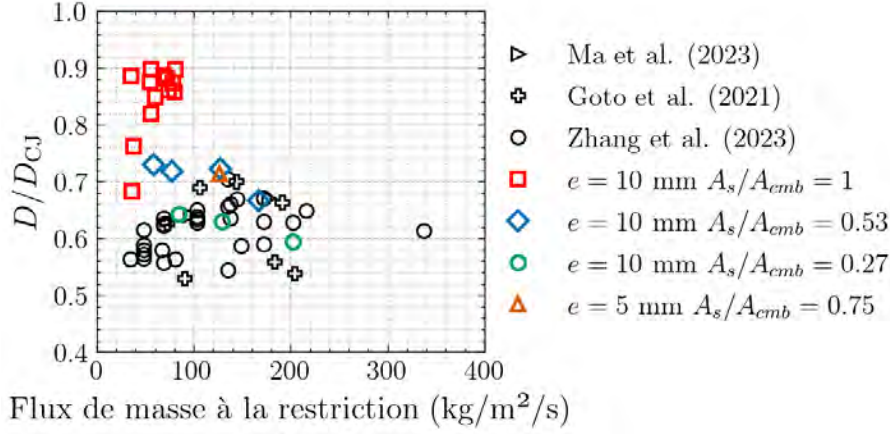 1.0
0.9
0.8
0.7
0.6
0.5
0.4
D/D_CJ
0 100 200 300 400
Flux de masse à la restriction (kg/m²/s)
Ma et al. (2023)
Goto et al. (2021)
Zhang et al. (2023)
e = 10 mm A_s/A_cmb = 1
e = 10 mm A_s/A_cmb = 0.53
e = 10 mm A_s/A_cmb = 0.27
e = 5 mm A_s/A_cmb = 0.75